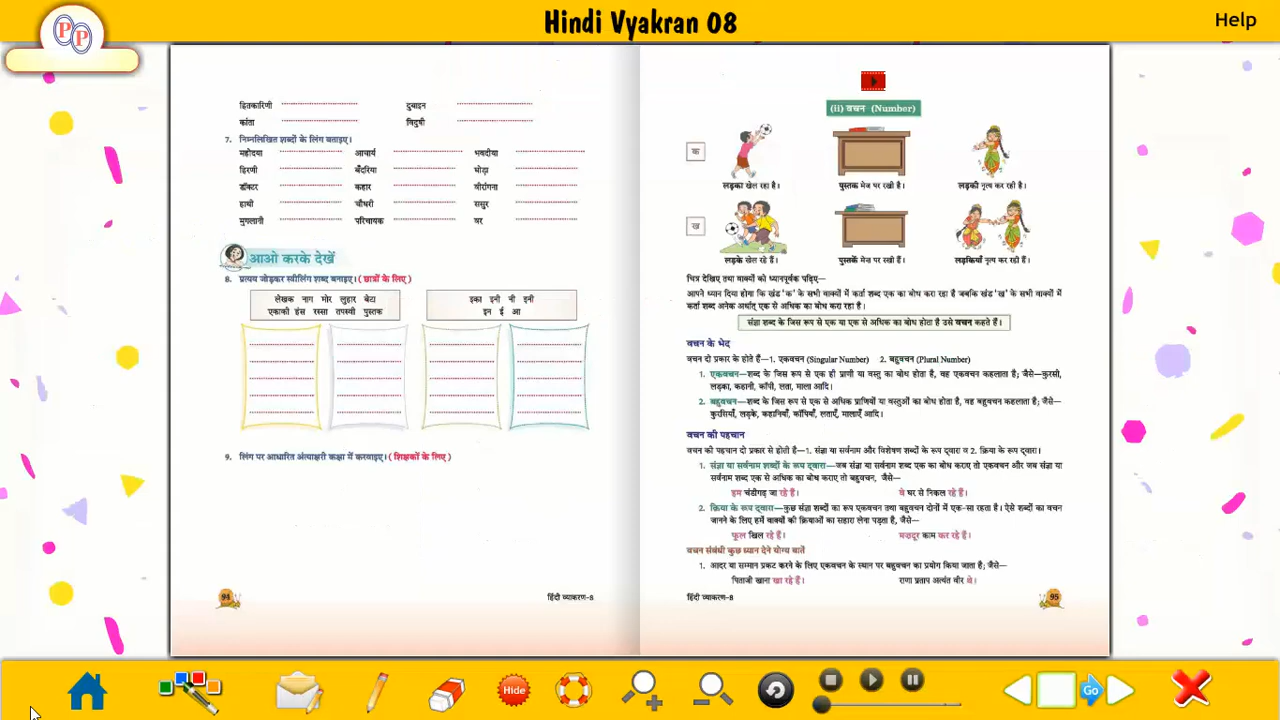 Hindi Vyakran 08
Help
PP
हितकारिणी दुबाइन
कांता विदुषी
7. निम्नलिखित शब्दों के लिंग बताइए।
महोदया आचार्य भवदीया
हिरणी बँदरिया घोड़ा
डॉक्टर कहार वीरांगना
हाथी चौधरी ससुर
मुगलानी परिचायक वर
आओ करके देखें
8. प्रत्यय जोड़कर स्त्रीलिंग शब्द बनाइए। (छात्रों के लिए)
लेखक नाग मोर लुहार बेटा
एकाकी हंस रस्सा तपस्वी पुस्तक
इका इनी नी इनी
इन ई आ
9. लिंग पर आधारित अंत्याक्षरी कक्षा में करवाइए। (शिक्षकों के लिए)
94
हिंदी व्याकरण-8
(ii) वचन (Number)
क
लड़का खेल रहा है।
पुस्तक मेज पर रखी है।
लड़की नृत्य कर रही है।
ख
लड़के खेल रहे हैं।
पुस्तकें मेज पर रखी हैं।
लड़कियाँ नृत्य कर रही हैं।
चित्र देखिए तथा वाक्यों को ध्यानपूर्वक पढ़िए—
आपने ध्यान दिया होगा कि खंड 'क' के सभी वाक्यों में कर्ता शब्द एक का बोध करा रहा है जबकि खंड 'ख' के सभी वाक्यों में
कर्ता शब्द अनेक अर्थात् एक से अधिक का बोध करा रहा है।
संज्ञा शब्द के जिस रूप से एक या एक से अधिक का बोध होता है उसे वचन कहते हैं।
वचन के भेद
वचन दो प्रकार के होते हैं—1. एकवचन (Singular Number) 2. बहुवचन (Plural Number)
1. एकवचन—शब्द के जिस रूप से एक ही प्राणी या वस्तु का बोध होता है, वह एकवचन कहलाता है; जैसे—कुरसी,
लड़का, कहानी, कॉपी, लता, माला आदि।
2. बहुवचन—शब्द के जिस रूप से एक से अधिक प्राणियों या वस्तुओं का बोध होता है, वह बहुवचन कहलाता है; जैसे—
कुरसियाँ, लड़के, कहानियाँ, कॉपियाँ, लताएँ, मालाएँ आदि।
वचन की पहचान
वचन की पहचान दो प्रकार से होती है—1. संज्ञा या सर्वनाम और विशेषण शब्दों के रूप द्वारा व 2. क्रिया के रूप द्वारा।
1. संज्ञा या सर्वनाम शब्दों के रूप द्वारा—जब संज्ञा या सर्वनाम शब्द एक का बोध कराए तो एकवचन और जब संज्ञा या
सर्वनाम शब्द एक से अधिक का बोध कराए तो बहुवचन, जैसे—
हम चंडीगढ़ जा रहे हैं। वे घर से निकल रहे हैं।
2. क्रिया के रूप द्वारा—कुछ संज्ञा शब्दों का रूप एकवचन तथा बहुवचन दोनों में एक-सा रहता है। ऐसे शब्दों का वचन
जानने के लिए हमें वाक्यों की क्रियाओं का सहारा लेना पड़ता है, जैसे—
फूल खिल रहे हैं। मज़दूर काम कर रहे हैं।
वचन संबंधी कुछ ध्यान देने योग्य बातें
1. आदर या सम्मान प्रकट करने के लिए एकवचन के स्थान पर बहुवचन का प्रयोग किया जाता है; जैसे—
पिताजी खाना खा रहे हैं। राणा प्रताप अत्यंत वीर थे।
हिंदी व्याकरण-8
95
Hide
Go